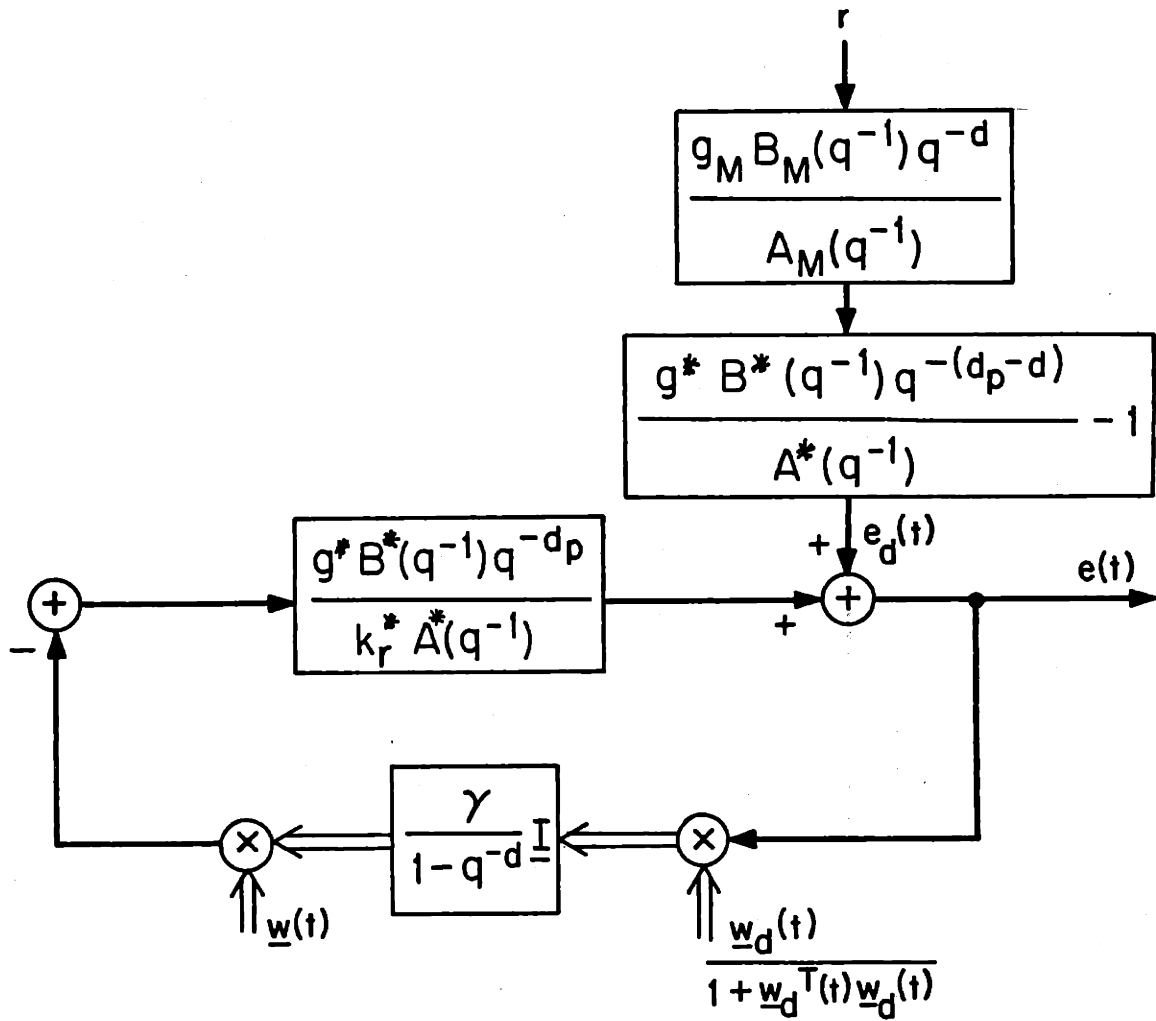 r
g_M B_M(q^{-1}) q^{-d}
A_M(q^{-1})
g* B* (q^{-1}) q^{-(d_p-d)}
- 1
A*(q^{-1})
+ e_d(t)
g* B*(q^{-1}) q^{-d_p}
k_r* A*(q^{-1})
+
+
e(t)
+
-
γ
1 - q^{-d} I
×
×
w(t)
w_d(t)
1 + w_d^T(t) w_d(t)